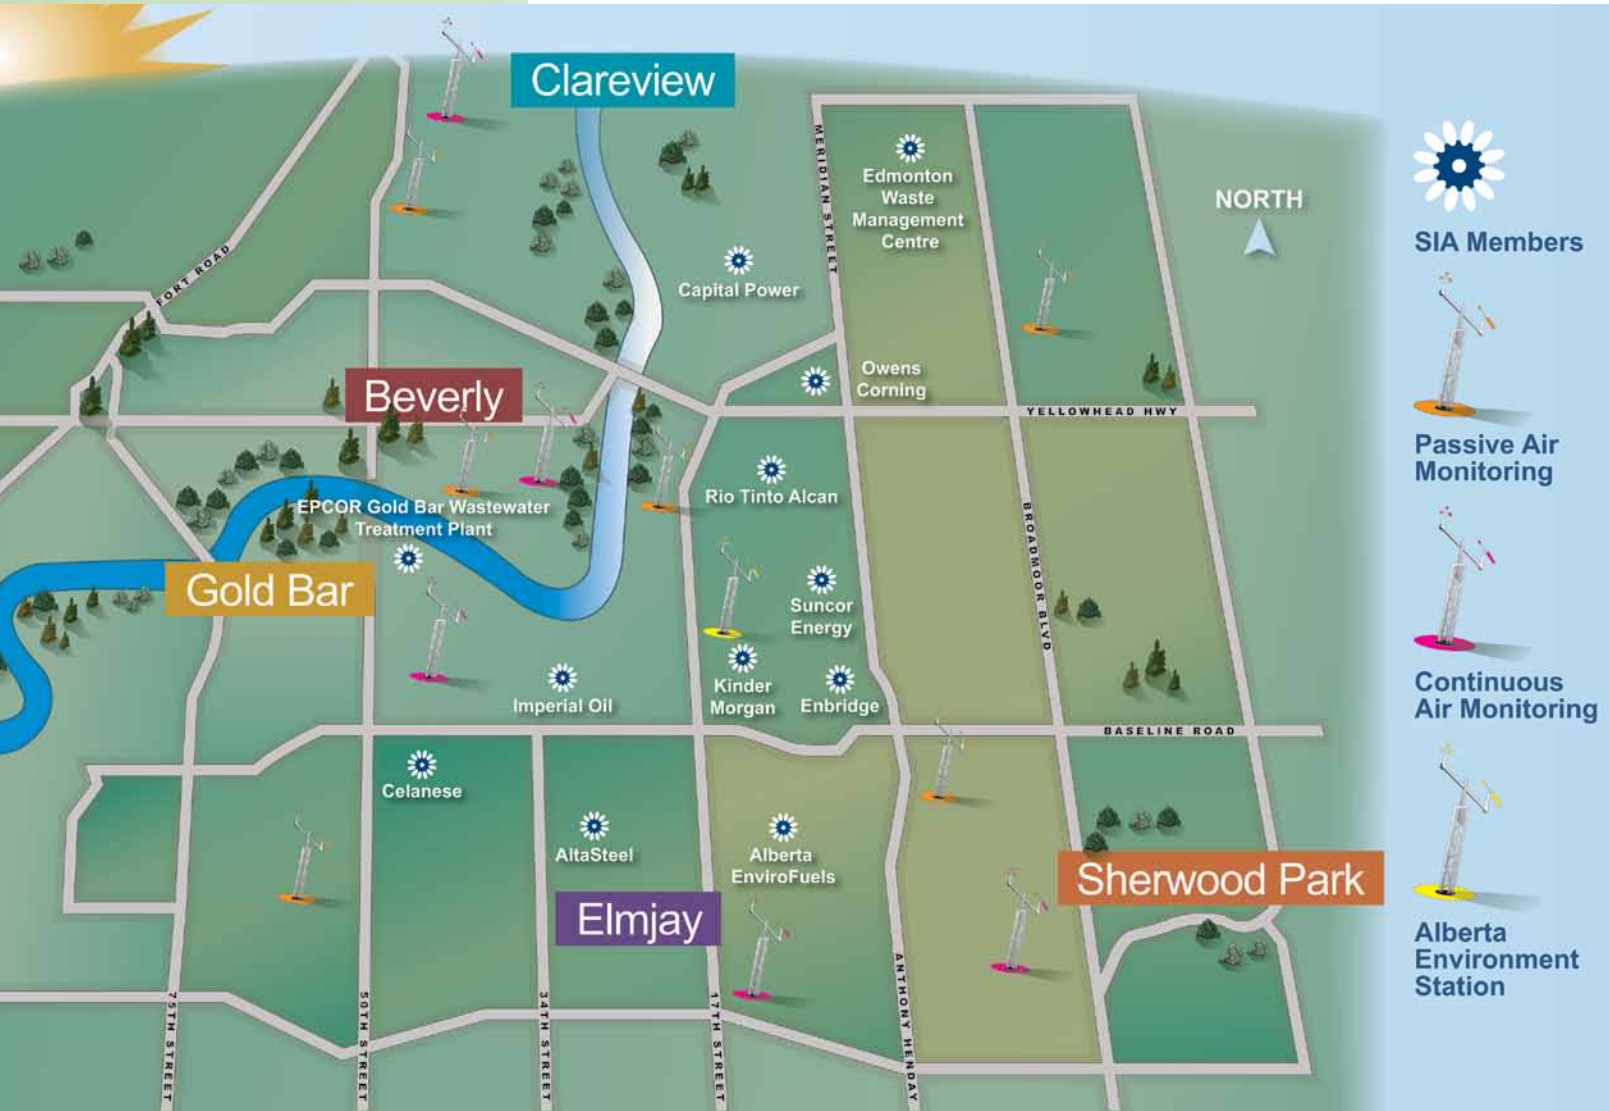 Clareview
MERIDIAN STREET
Edmonton
Waste
Management
Centre
NORTH
SIA Members
FORT ROAD
Capital Power
Passive Air
Monitoring
Beverly
Owens
Corning
YELLOWHEAD HWY
Rio Tinto Alcan
EPCOR Gold Bar Wastewater
Treatment Plant
BROADMOOR BLVD
Gold Bar
Suncor
Energy
Continuous
Air Monitoring
Imperial Oil
Kinder
Morgan
Enbridge
BASELINE ROAD
Celanese
AltaSteel
Alberta
EnviroFuels
Sherwood Park
Elmjay
Alberta
Environment
Station
75TH STREET
50TH STREET
34TH STREET
17TH STREET
ANTHONY HENDAY